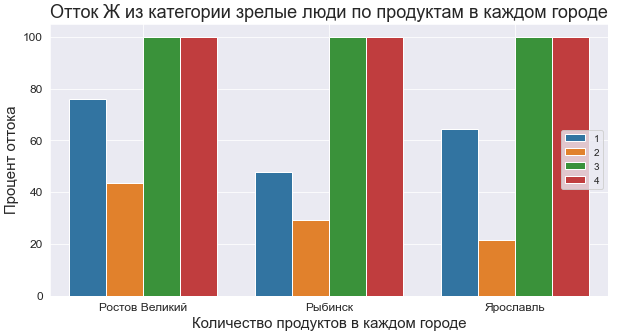 Отток Ж из категории зрелые люди по продуктам в каждом городе
Процент оттока
100
80
60
40
20
0
1
2
3
4
Ростов Великий
Рыбинск
Ярославль
Количество продуктов в каждом городе